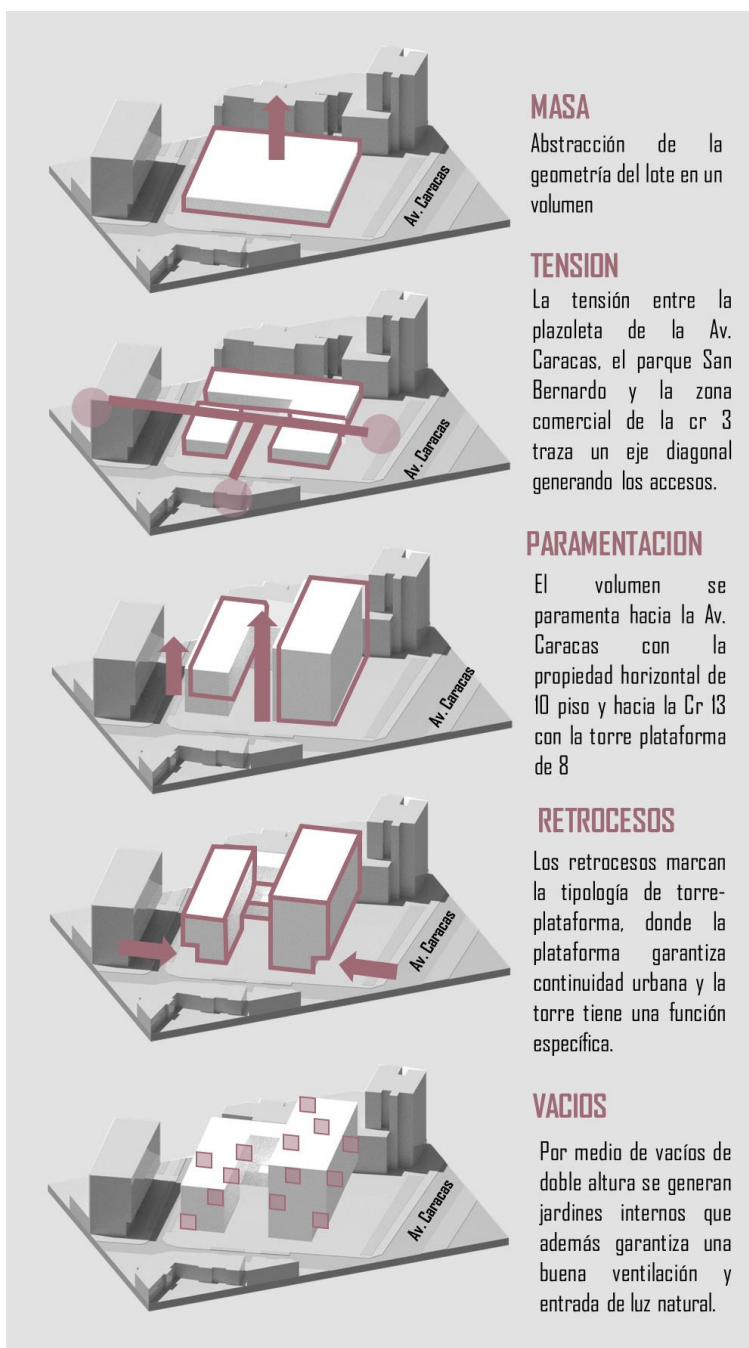 MASA
Abstracción de la
geometría del lote en un
volumen
Av. Caracas
TENSION
La tensión entre la
plazoleta de la Av.
Caracas, el parque San
Bernardo y la zona
comercial de la cr 3
traza un eje diagonal
generando los accesos.
Av. Caracas
PARAMENTACION
El volumen se
paramenta hacia la Av.
Caracas con la
propiedad horizontal de
10 piso y hacia la Cr 13
con la torre plataforma
de 8
Av. Caracas
RETROCESOS
Los retrocesos marcan
la tipología de torre-
plataforma, donde la
plataforma garantiza
continuidad urbana y la
torre tiene una función
específica.
Av. Caracas
VACIOS
Por medio de vacíos de
doble altura se generan
jardines internos que
además garantiza una
buena ventilación y
entrada de luz natural.
Av. Caracas